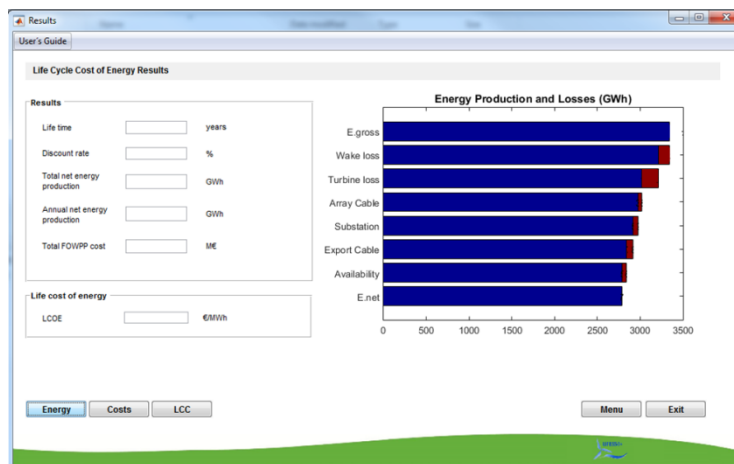 Results
User's Guide
Life Cycle Cost of Energy Results
Results
Life time
years
Discount rate
%
Total net energy
production
GWh
Annual net energy
production
GWh
Total FOWPP cost
M€
Life cost of energy
LCOE
€/MWh
Energy Production and Losses (GWh)
E.gross
Wake loss
Turbine loss
Array Cable
Substation
Export Cable
Availability
E.net
0 500 1000 1500 2000 2500 3000 3500
Energy Costs LCC Menu Exit